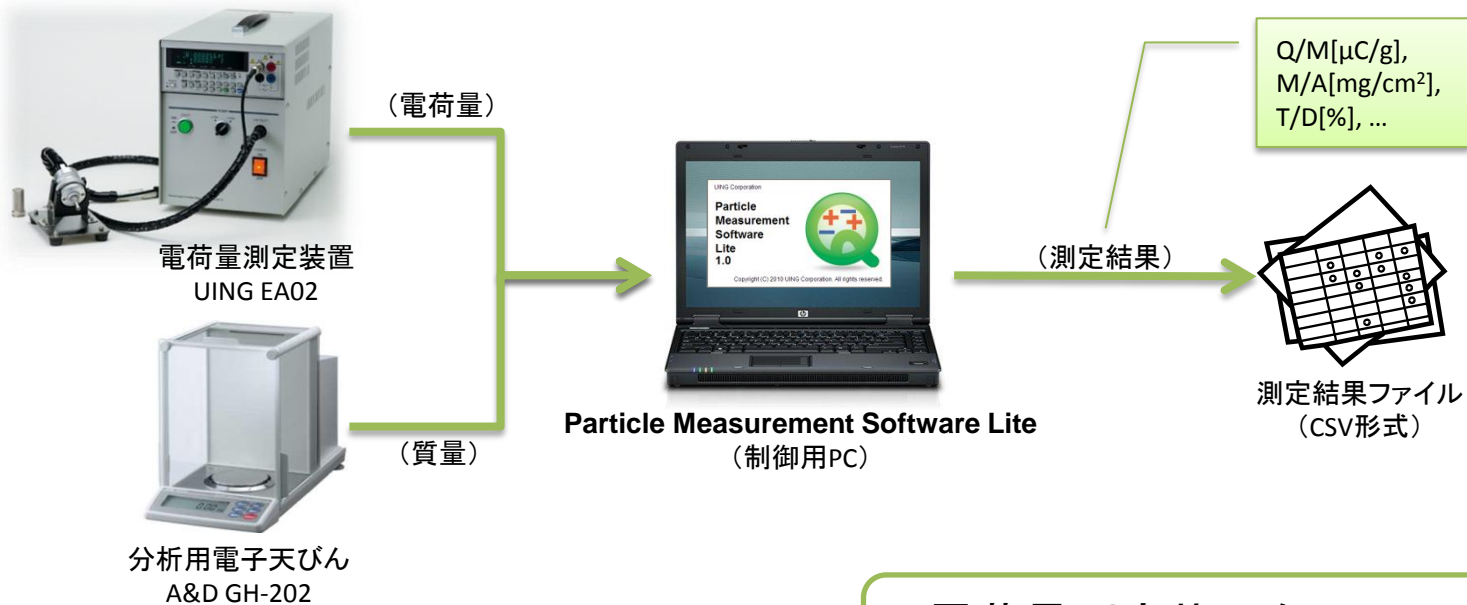 Q/M[μC/g],
M/A[mg/cm²],
T/D[%], …
（電荷量）
UING Corporation
Particle
Measurement
Software
Lite
1.0
Copyright (C) 2010 UING Corporation. All rights reserved.
（測定結果）
電荷量測定装置
UING EA02
測定結果ファイル
（CSV形式）
Particle Measurement Software Lite
（制御用PC）
（質量）
分析用電子天びん
A&D GH-202